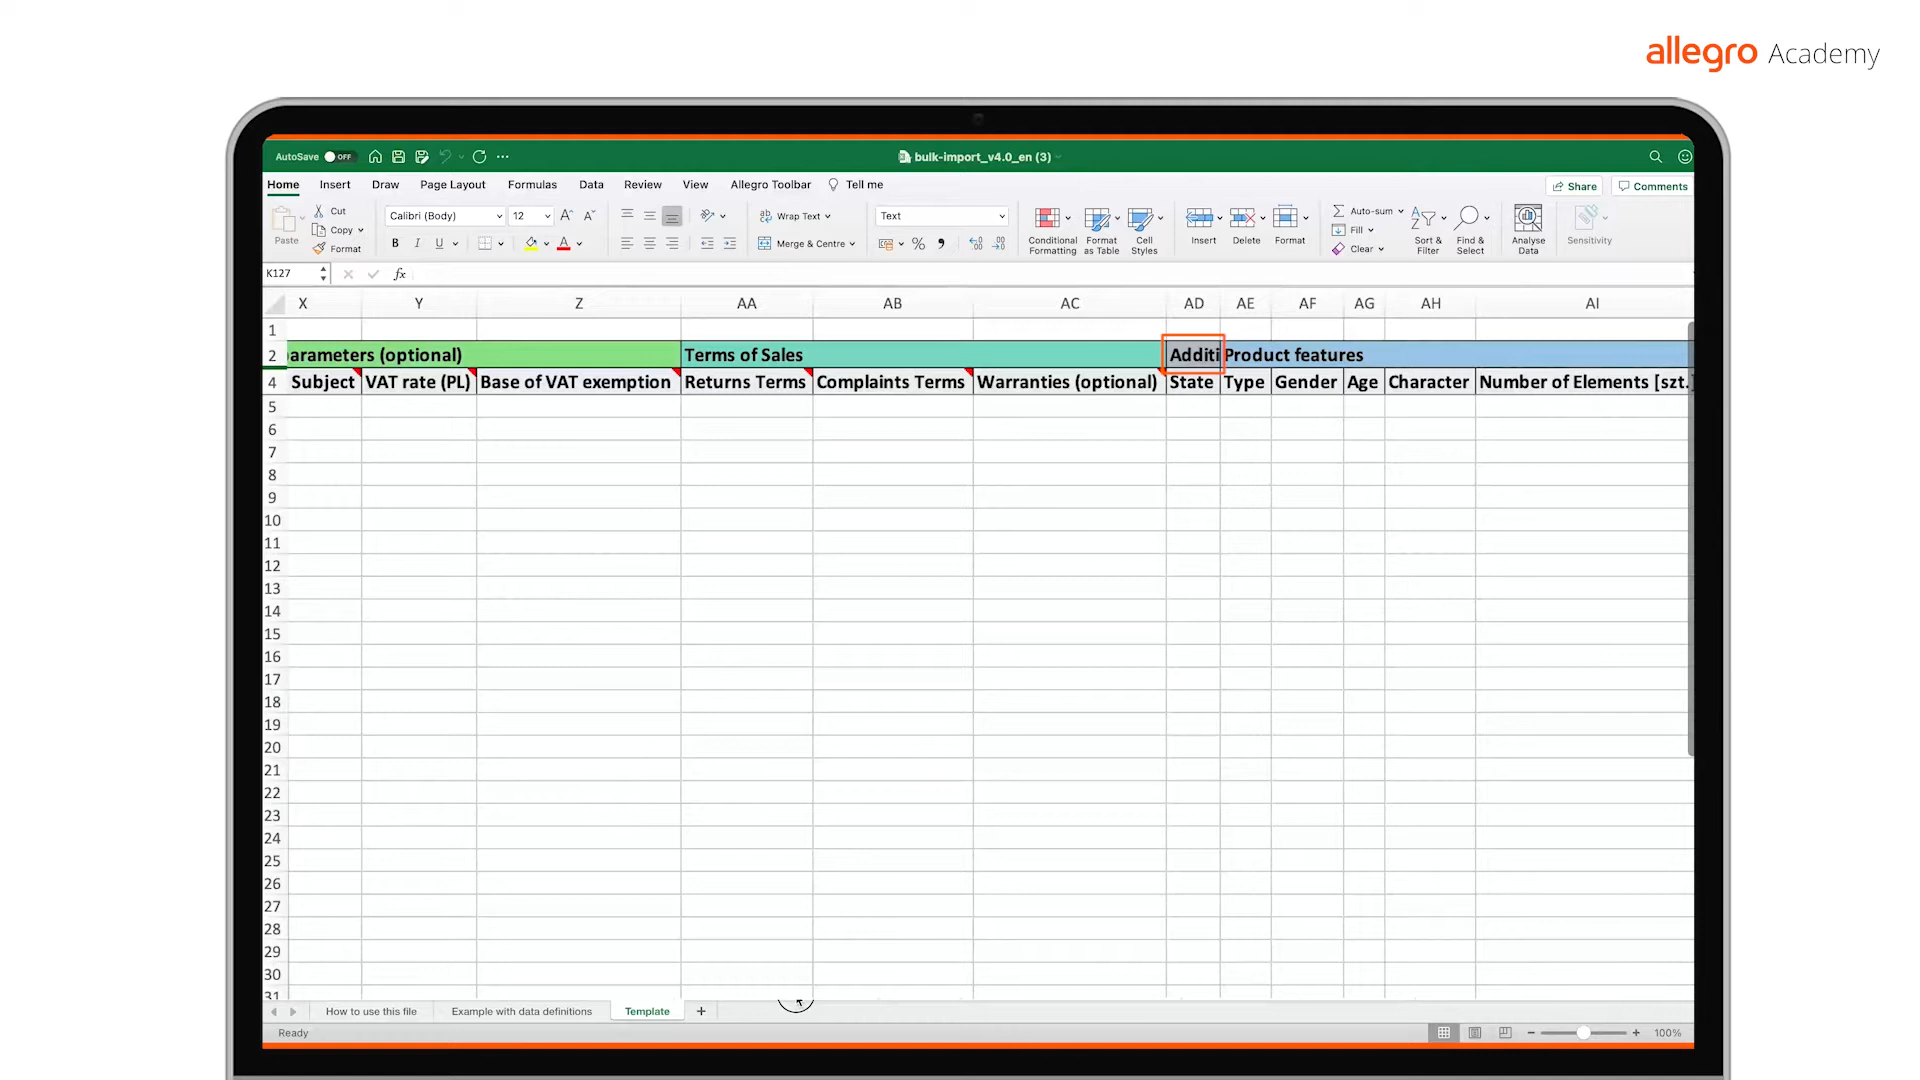 allegro Academy
AutoSave OFF
bulk-import_v4.0_en (3)
Home Insert Draw Page Layout Formulas Data Review View Allegro Toolbar Tell me Share Comments
Paste Cut Copy Format
Calibri (Body) 12
B I U A
Wrap Text
Merge & Centre
Text
%
Conditional Formatting
Format as Table
Cell Styles
Insert Delete Format
Auto-sum
Fill
Clear
Sort & Filter
Find & Select
Analyse Data
Sensitivity
K127 fx
X Y Z AA AB AC AD AE AF AG AH AI
1
2 arameters (optional) Terms of Sales Additi Product features
4 Subject VAT rate (PL) Base of VAT exemption Returns Terms Complaints Terms Warranties (optional) State Type Gender Age Character Number of Elements [szt.]
5
6
7
8
9
10
11
12
13
14
15
16
17
18
19
20
21
22
23
24
25
26
27
28
29
30
31
How to use this file Example with data definitions Template +
Ready 100%